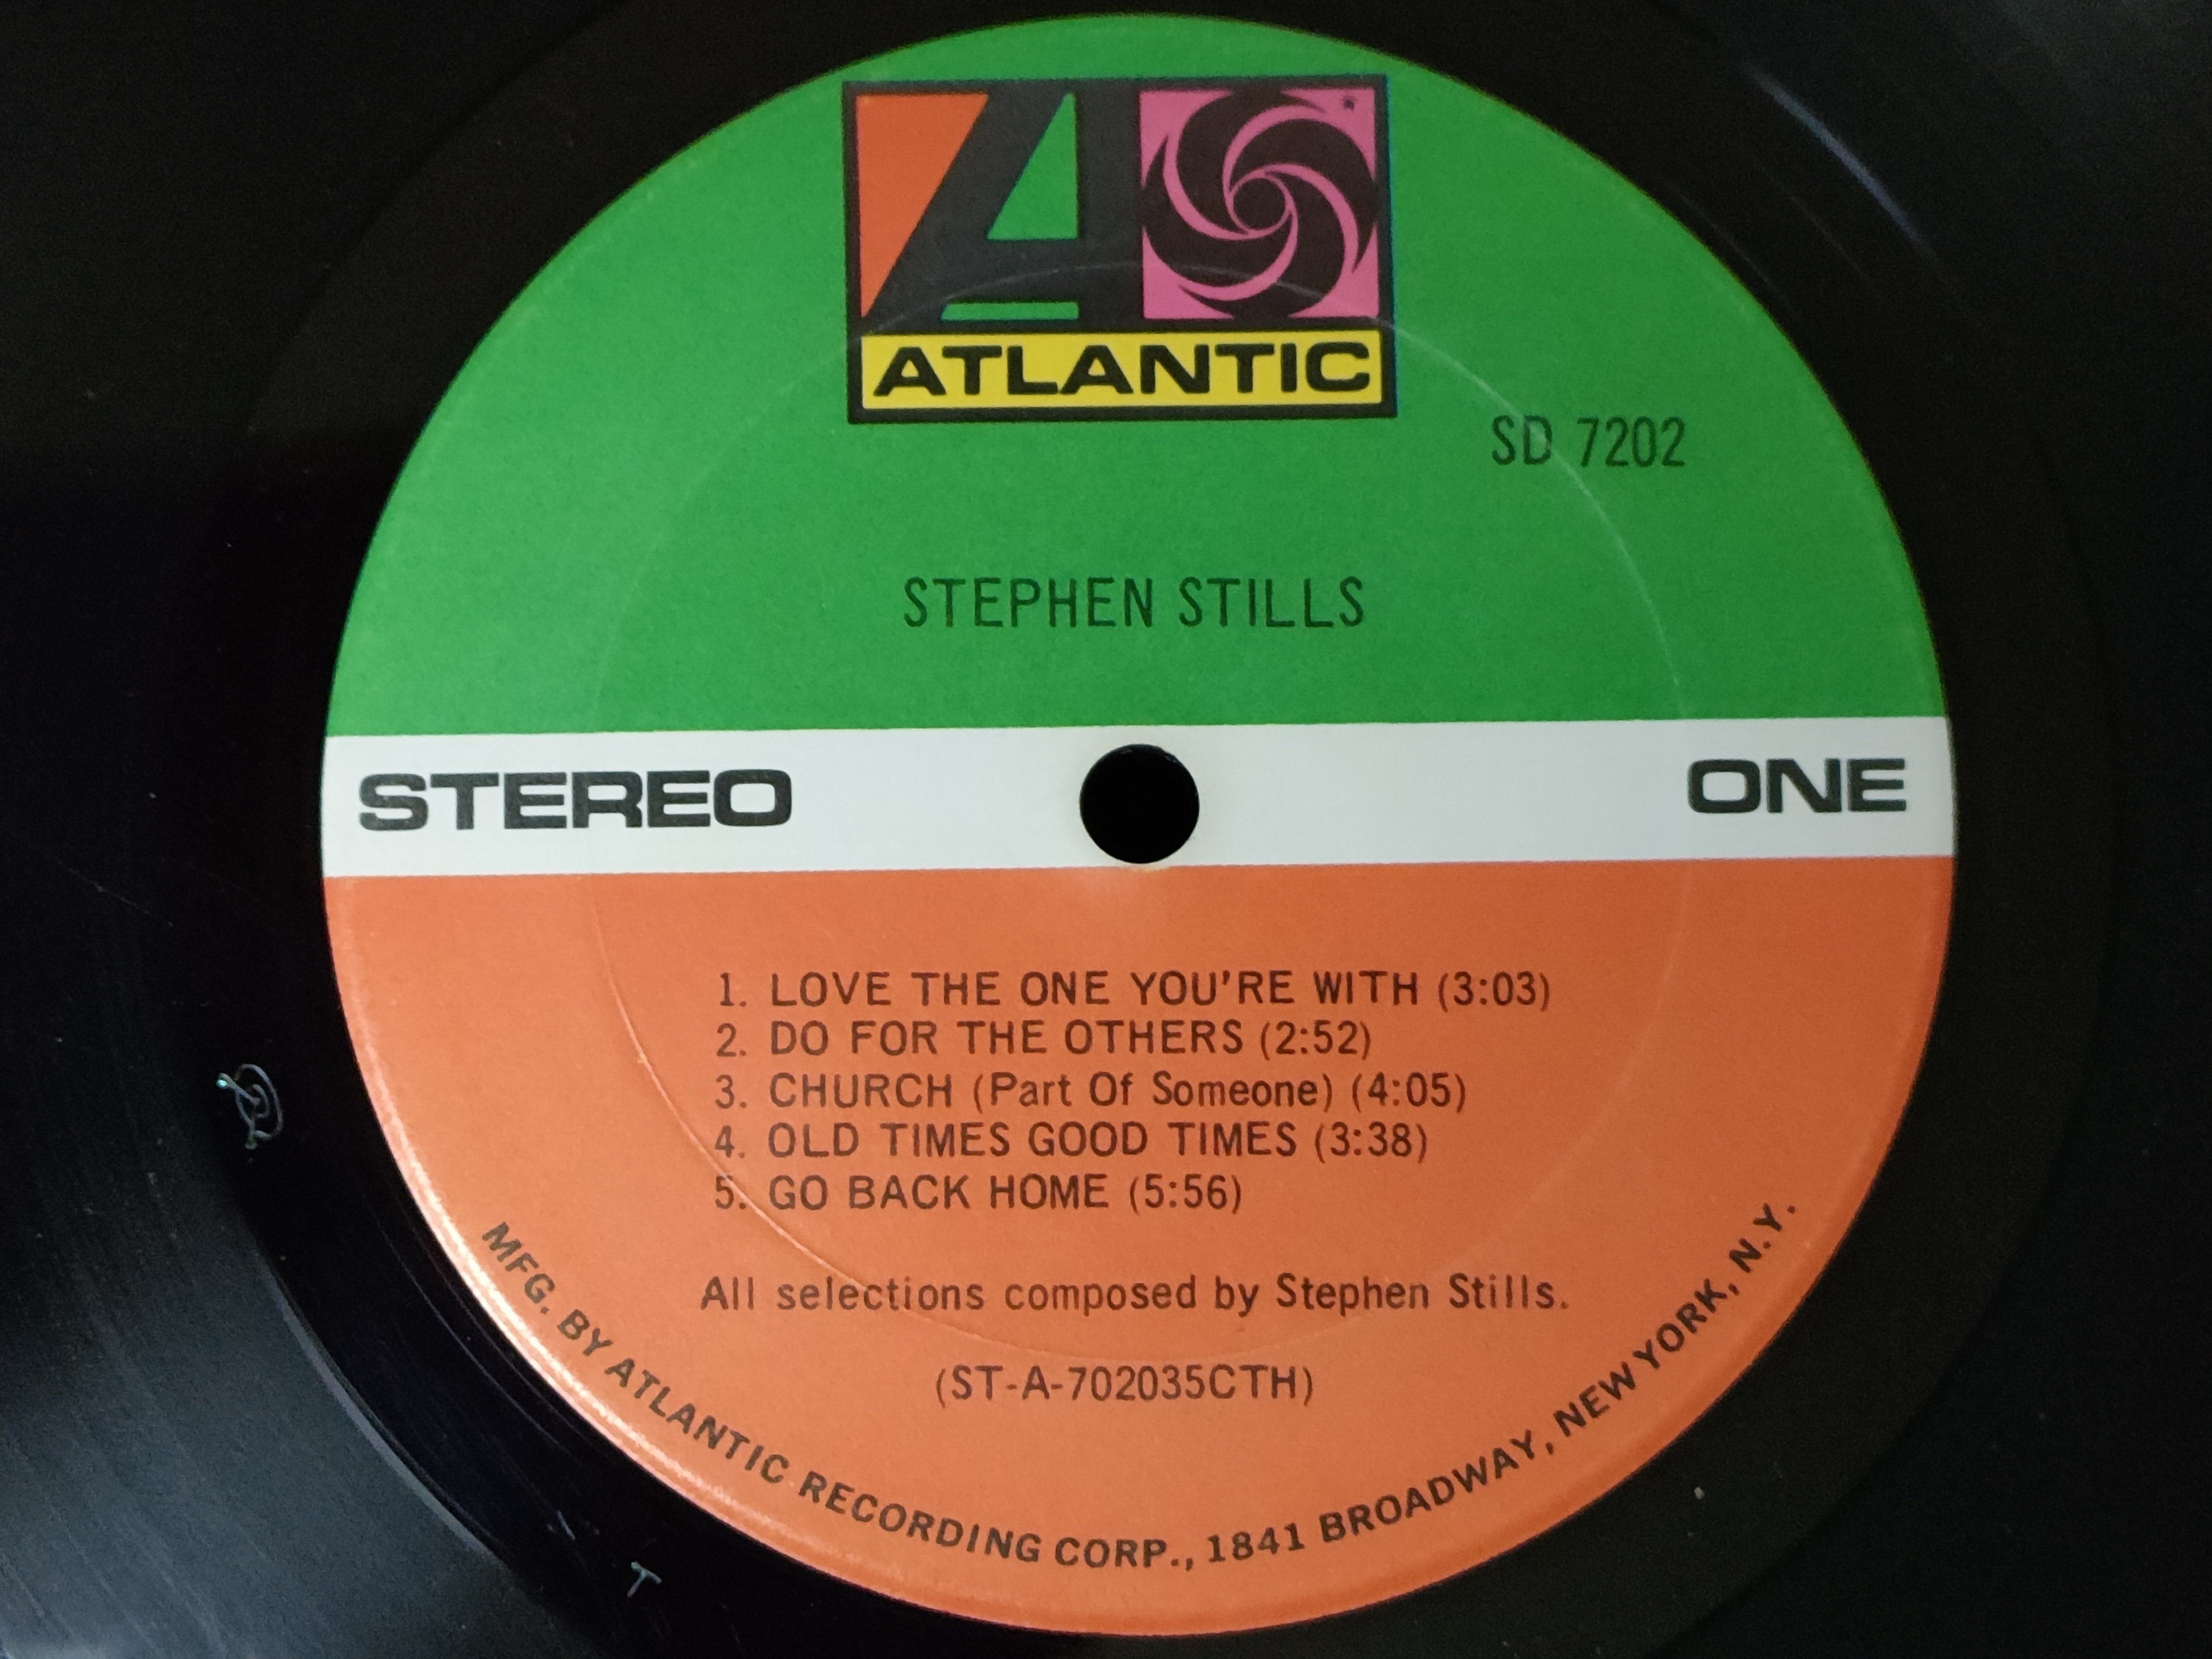 ATLANTIC
SD 7202
STEPHEN STILLS
STEREO
ONE
1. LOVE THE ONE YOU'RE WITH (3:03)
2. DO FOR THE OTHERS (2:52)
3. CHURCH (Part Of Someone) (4:05)
4. OLD TIMES GOOD TIMES (3:38)
5. GO BACK HOME (5:56)
All selections composed by Stephen Stills.
(ST-A-702035CTH)
MFG. BY ATLANTIC RECORDING CORP., 1841 BROADWAY, NEW YORK, N.Y.
T